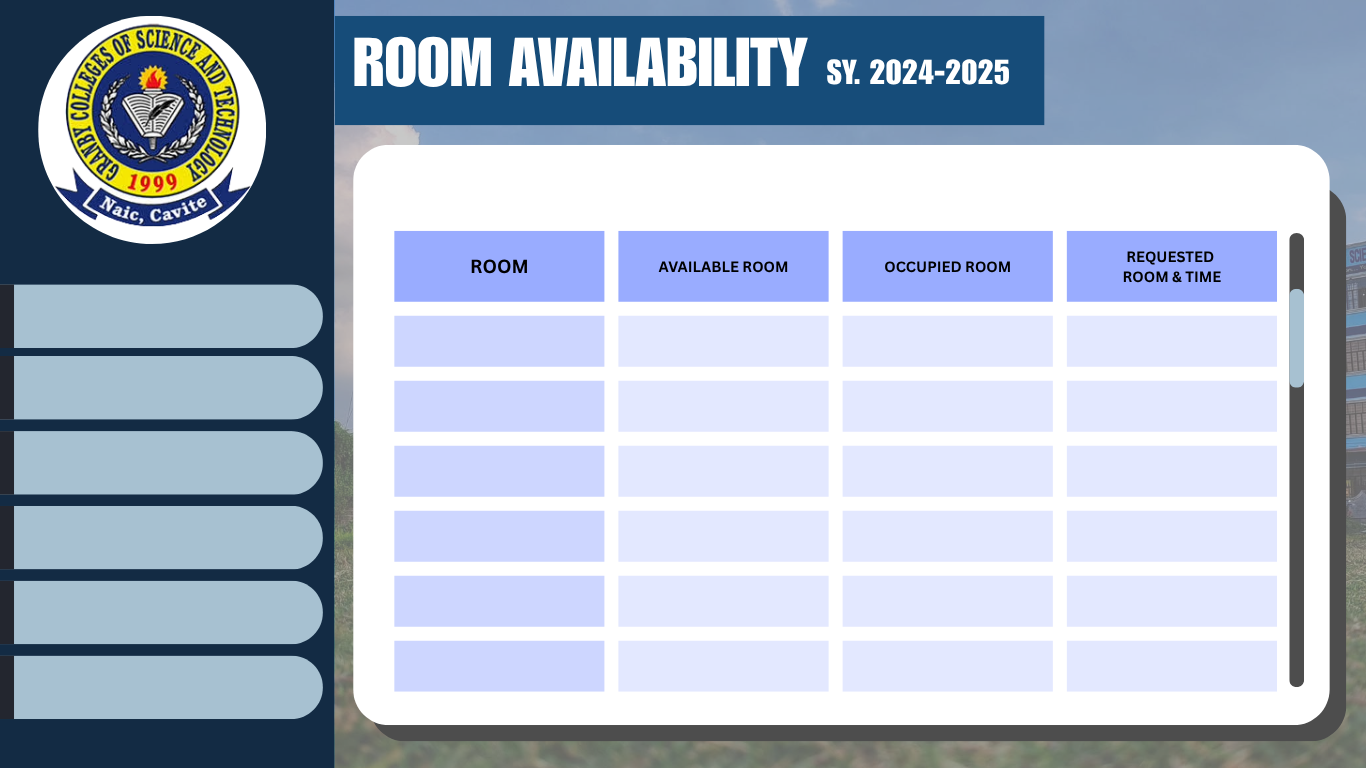 GRANBY COLLEGES OF SCIENCE AND TECHNOLOGY
1999
Naic, Cavite
ROOM AVAILABILITY SY. 2024-2025
ROOM
AVAILABLE ROOM
OCCUPIED ROOM
REQUESTED
ROOM & TIME
SCIE